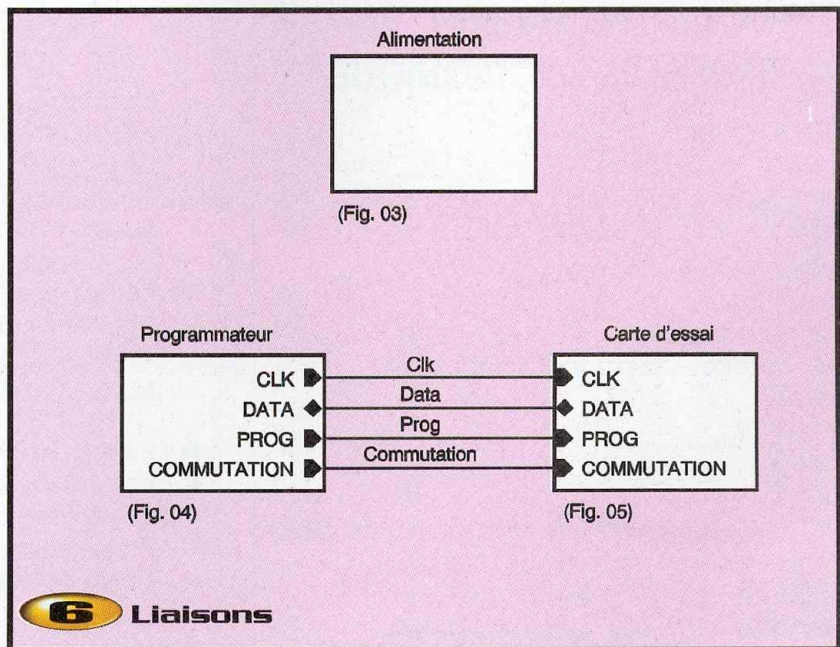 Alimentation
(Fig. 03)
Programmateur
CLK
DATA
PROG
COMMUTATION
(Fig. 04)
Clk
Data
Prog
Commutation
Carte d'essai
CLK
DATA
PROG
COMMUTATION
(Fig. 05)
6 Liaisons